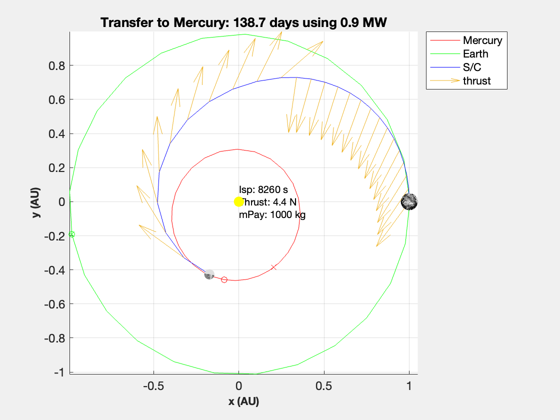 Transfer to Mercury: 138.7 days using 0.9 MW
Mercury
Earth
S/C
thrust
0.8
0.6
0.4
0.2
0
-0.2
-0.4
-0.6
-0.8
-1
y (AU)
Isp: 8260 s
thrust: 4.4 N
mPay: 1000 kg
-0.5
0
0.5
1
x (AU)